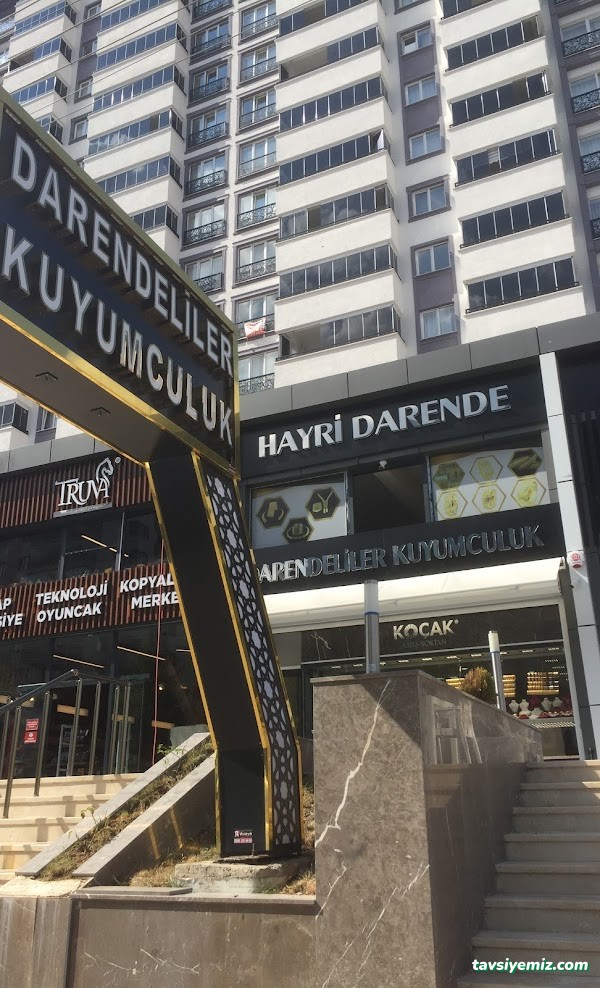 DARENDELİLER
KUYUMCULUK
HAYRİ DARENDE
TRUVA
DARENDELİLER KUYUMCULUK
TEKNOLOJİ KOPYAL
OYUNCAK MERKE
KOÇAK
tavsiyemiz.com